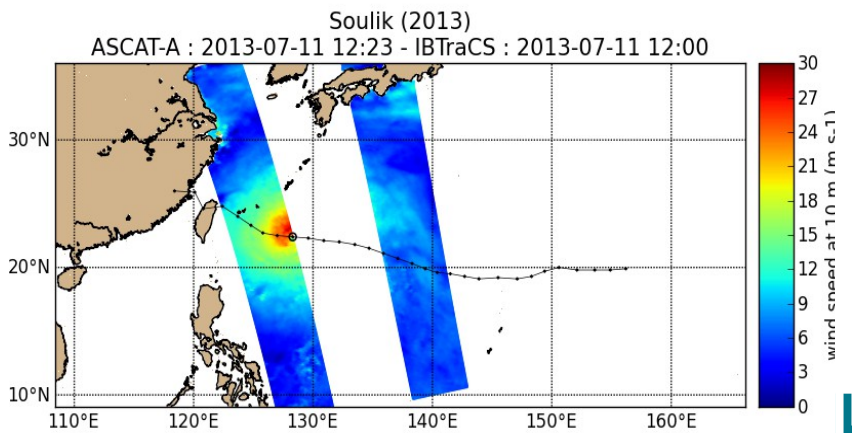 Soulik (2013)
ASCAT-A : 2013-07-11 12:23 - IBTraCS : 2013-07-11 12:00
30°N
20°N
10°N
110°E 120°E 130°E 140°E 150°E 160°E
30
27
24
21
18
15
12
9
6
3
0
wind speed at 10 m (m s-1)